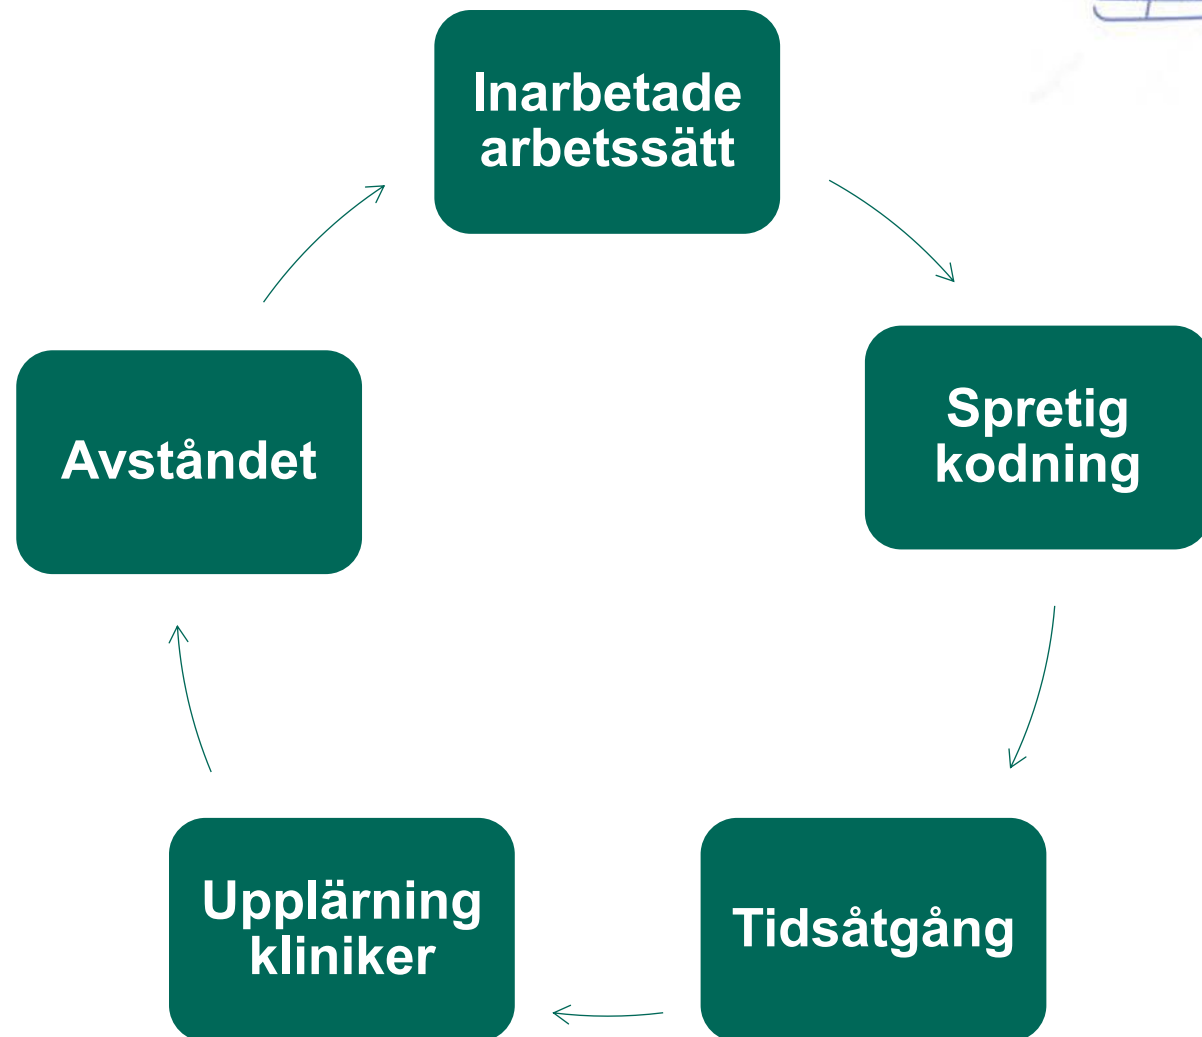 Inarbetade
arbetssätt
Spretig
kodning
Tidsåtgång
Upplärning
kliniker
Avståndet